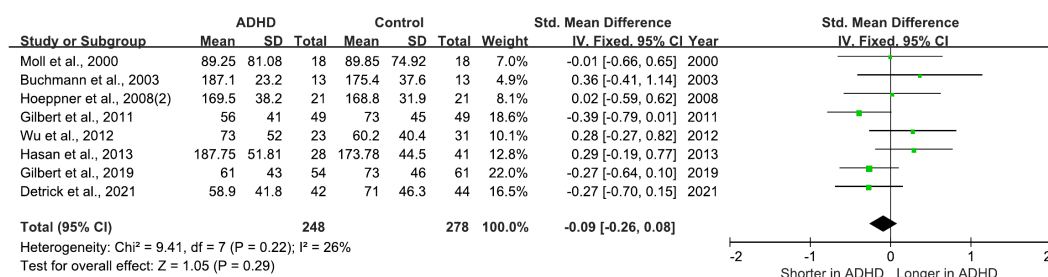 ADHD Control Std. Mean Difference Std. Mean Difference
Study or Subgroup Mean SD Total Mean SD Total Weight IV. Fixed. 95% CI Year IV. Fixed. 95% CI
Moll et al., 2000 89.25 81.08 18 89.85 74.92 18 7.0% -0.01 [-0.66, 0.65] 2000
Buchmann et al., 2003 187.1 23.2 13 175.4 37.6 13 4.9% 0.36 [-0.41, 1.14] 2003
Hoeppner et al., 2008(2) 169.5 38.2 21 168.8 31.9 21 8.1% 0.02 [-0.59, 0.62] 2008
Gilbert et al., 2011 56 41 49 73 45 49 18.6% -0.39 [-0.79, 0.01] 2011
Wu et al., 2012 73 52 23 60.2 40.4 31 10.1% 0.28 [-0.27, 0.82] 2012
Hasan et al., 2013 187.75 51.81 28 173.78 44.5 41 12.8% 0.29 [-0.19, 0.77] 2013
Gilbert et al., 2019 61 43 54 73 46 61 22.0% -0.27 [-0.64, 0.10] 2019
Detrick et al., 2021 58.9 41.8 42 71 46.3 44 16.5% -0.27 [-0.70, 0.15] 2021
Total (95% CI) 248 278 100.0% -0.09 [-0.26, 0.08]
Heterogeneity: Chi² = 9.41, df = 7 (P = 0.22); I² = 26%
Test for overall effect: Z = 1.05 (P = 0.29)
-2 -1 0 1 2
Shorter in ADHD Longer in ADHD